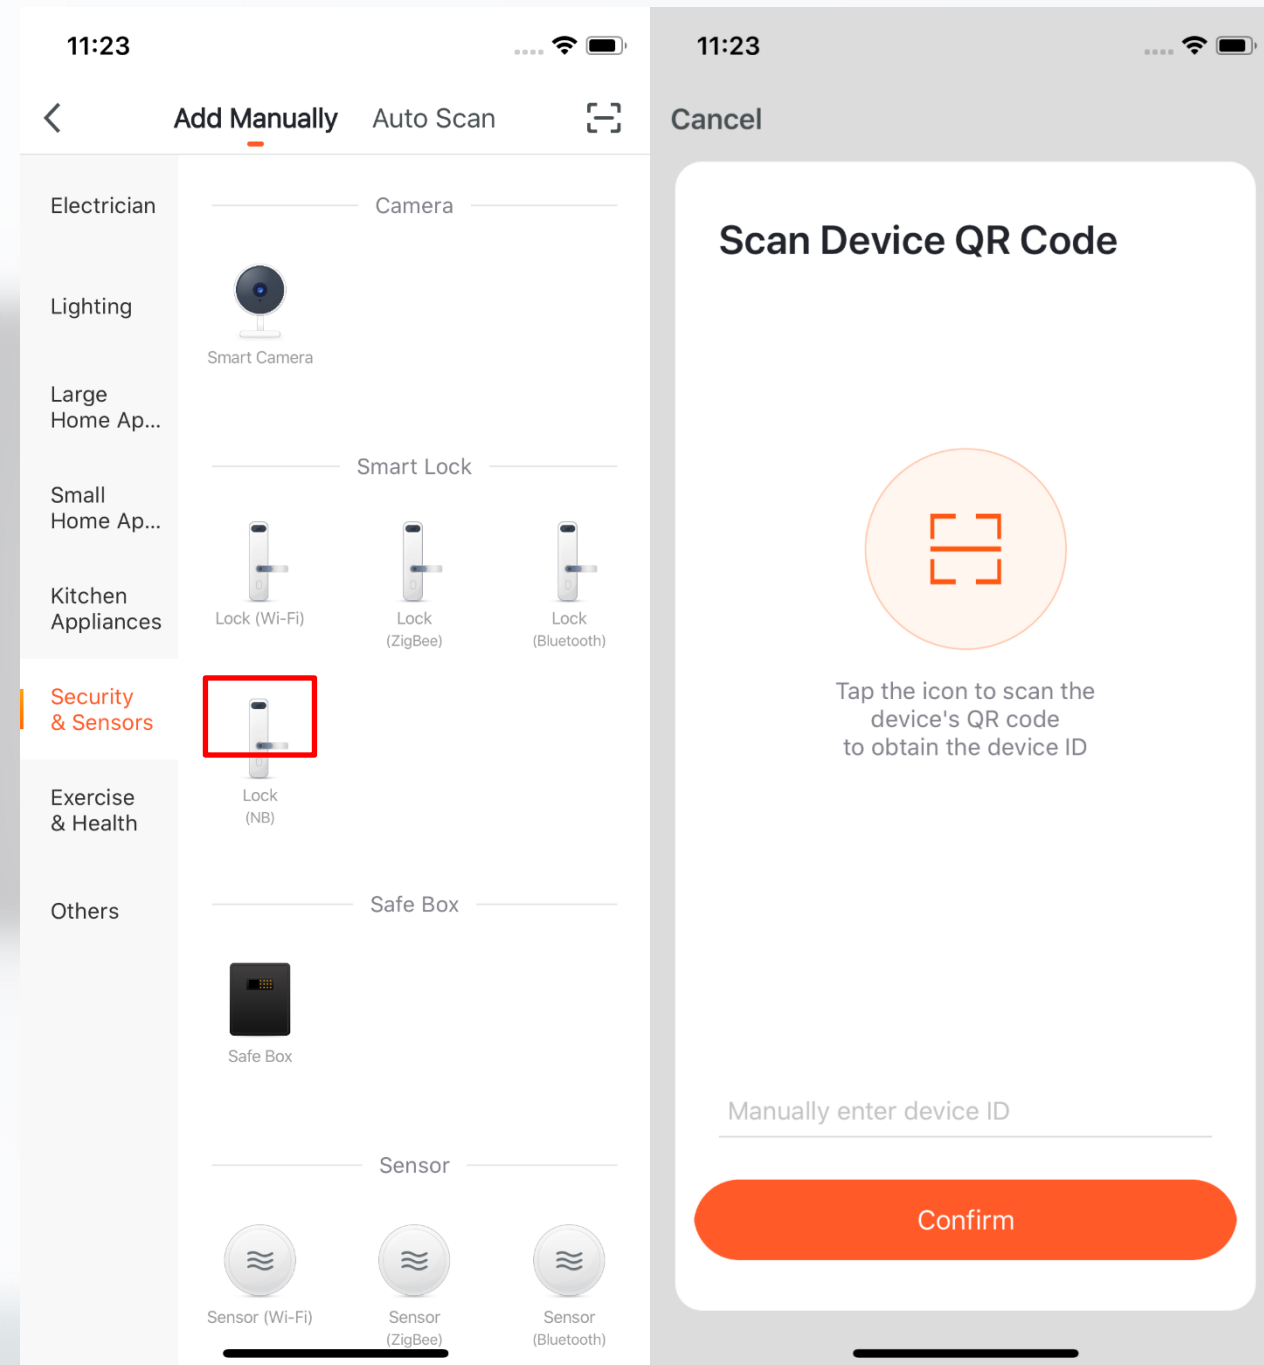 11:23
Add Manually
Auto Scan
Electrician
Lighting
Large
Home Ap...
Small
Home Ap...
Kitchen
Appliances
Security
& Sensors
Exercise
& Health
Others
Camera
Smart Camera
Smart Lock
Lock (Wi-Fi)
Lock
(ZigBee)
Lock
(Bluetooth)
Lock
(NB)
Safe Box
Safe Box
Sensor
Sensor (Wi-Fi)
Sensor
(ZigBee)
Sensor
(Bluetooth)
11:23
Cancel
Scan Device QR Code
Tap the icon to scan the
device's QR code
to obtain the device ID
Manually enter device ID
Confirm